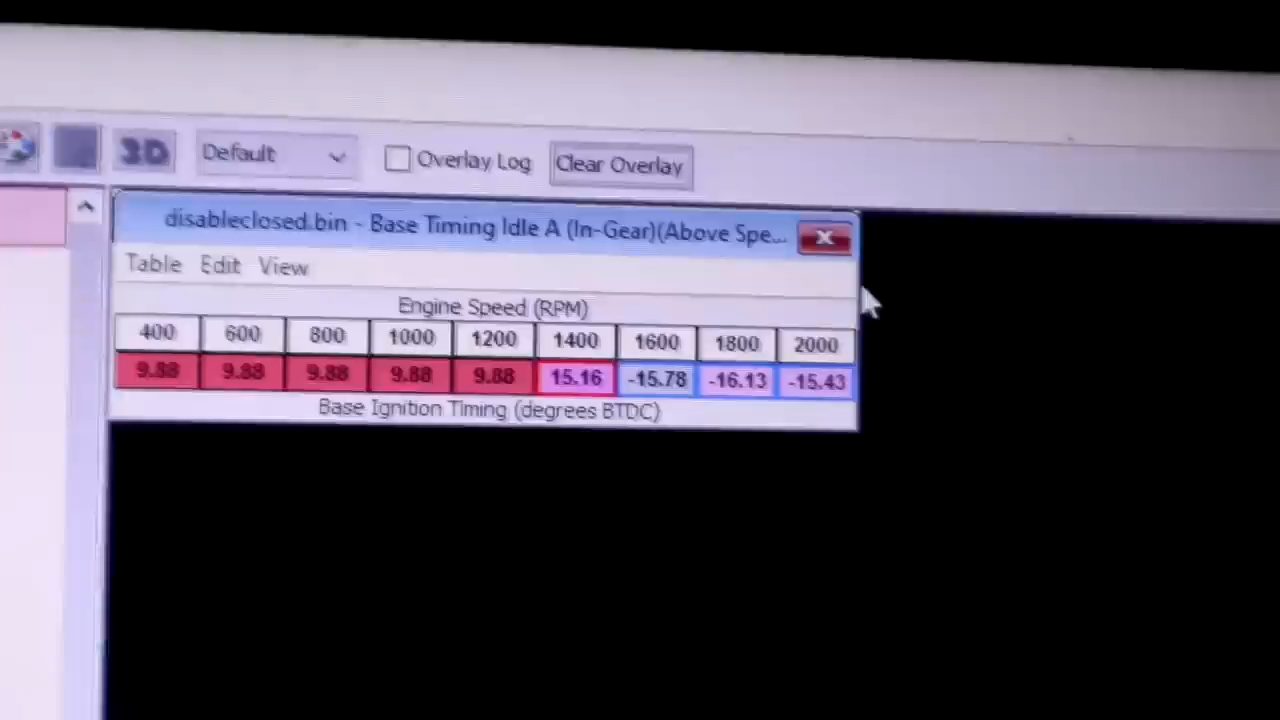 3D Default Overlay Log Clear Overlay
disableclosed.bin - Base Timing Idle A (In-Gear)(Above Spe...
Table Edit View
Engine Speed (RPM)
400 600 800 1000 1200 1400 1600 1800 2000
9.88 9.88 9.88 9.88 9.88 15.16 -15.78 -16.13 -15.43
Base Ignition Timing (degrees BTDC)